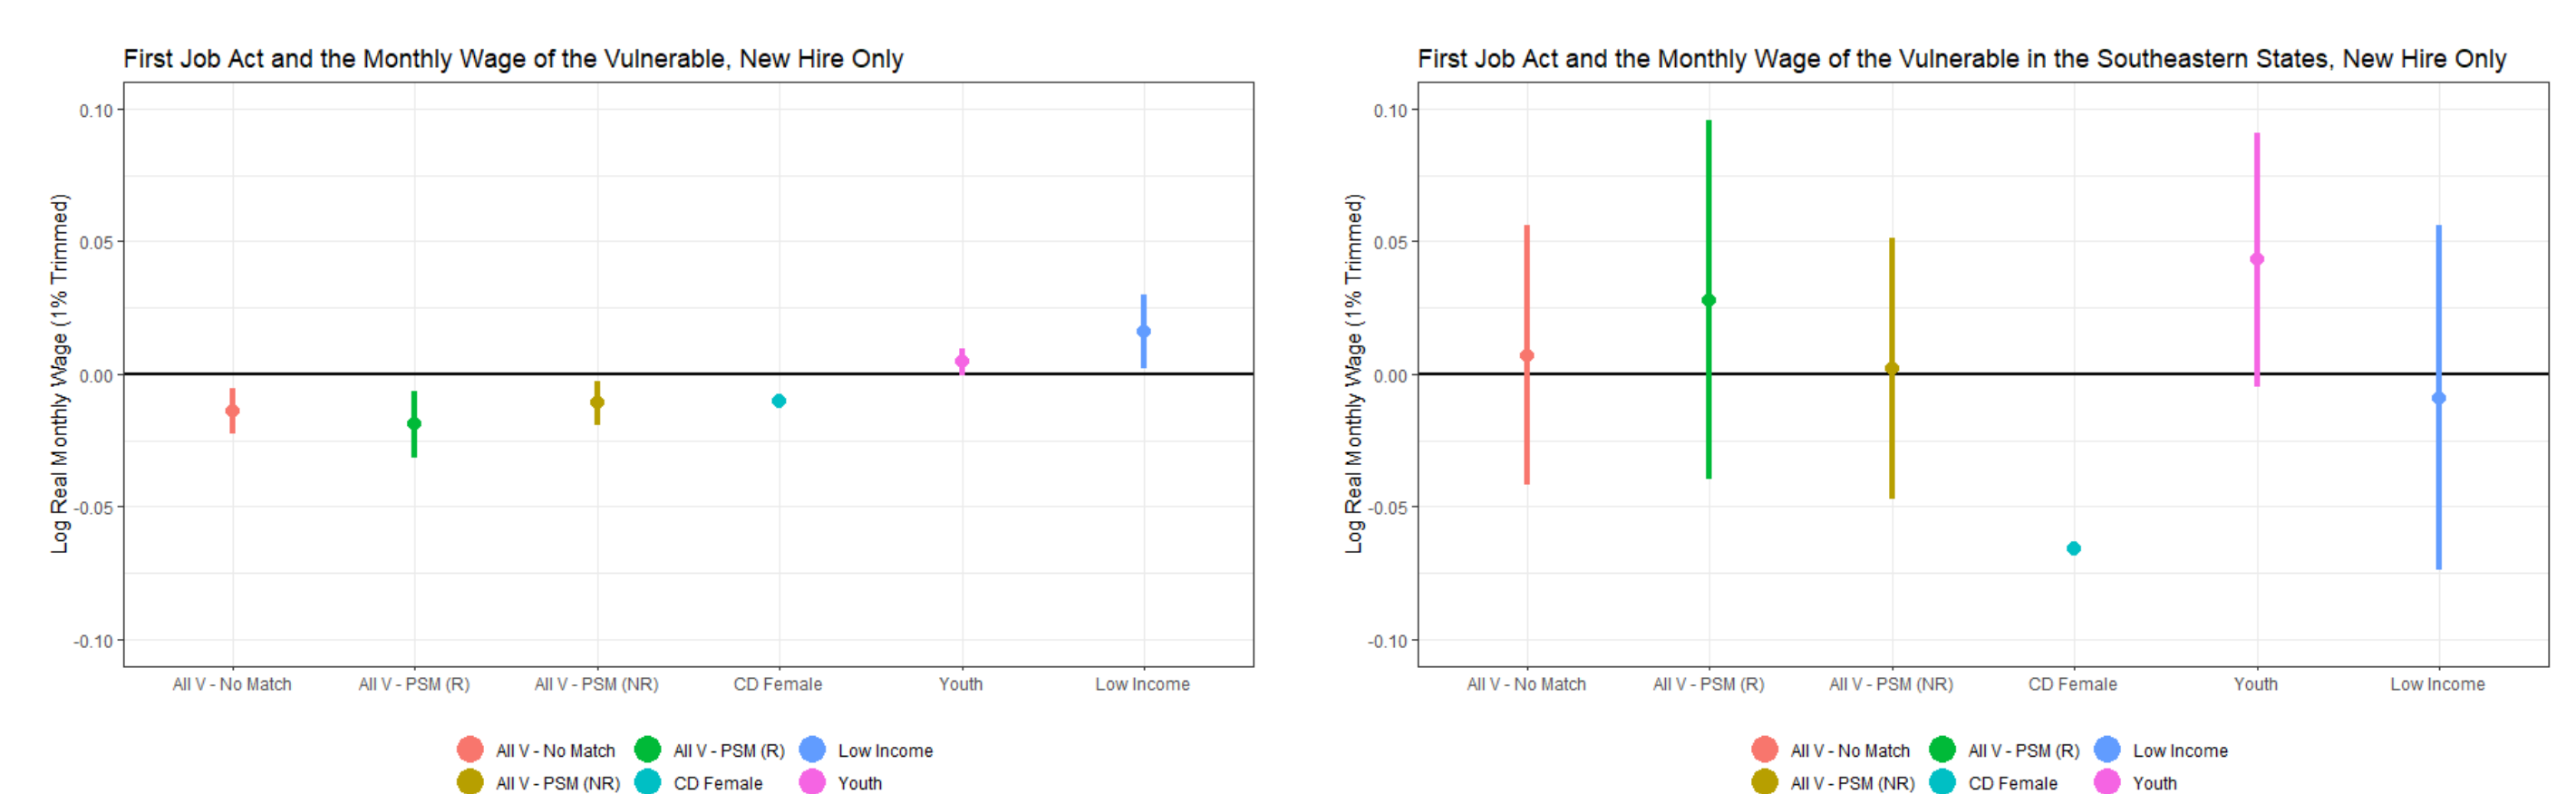 First Job Act and the Monthly Wage of the Vulnerable, New Hire Only
Log Real Monthly Wage (1% Trimmed)
0.10
0.05
0.00
-0.05
-0.10
All V - No Match
All V - PSM (R)
All V - PSM (NR)
CD Female
Youth
Low Income
All V - No Match
All V - PSM (R)
Low Income
All V - PSM (NR)
CD Female
Youth
First Job Act and the Monthly Wage of the Vulnerable in the Southeastern States, New Hire Only
Log Real Monthly Wage (1% Trimmed)
0.10
0.05
0.00
-0.05
-0.10
All V - No Match
All V - PSM (R)
All V - PSM (NR)
CD Female
Youth
Low Income
All V - No Match
All V - PSM (R)
Low Income
All V - PSM (NR)
CD Female
Youth